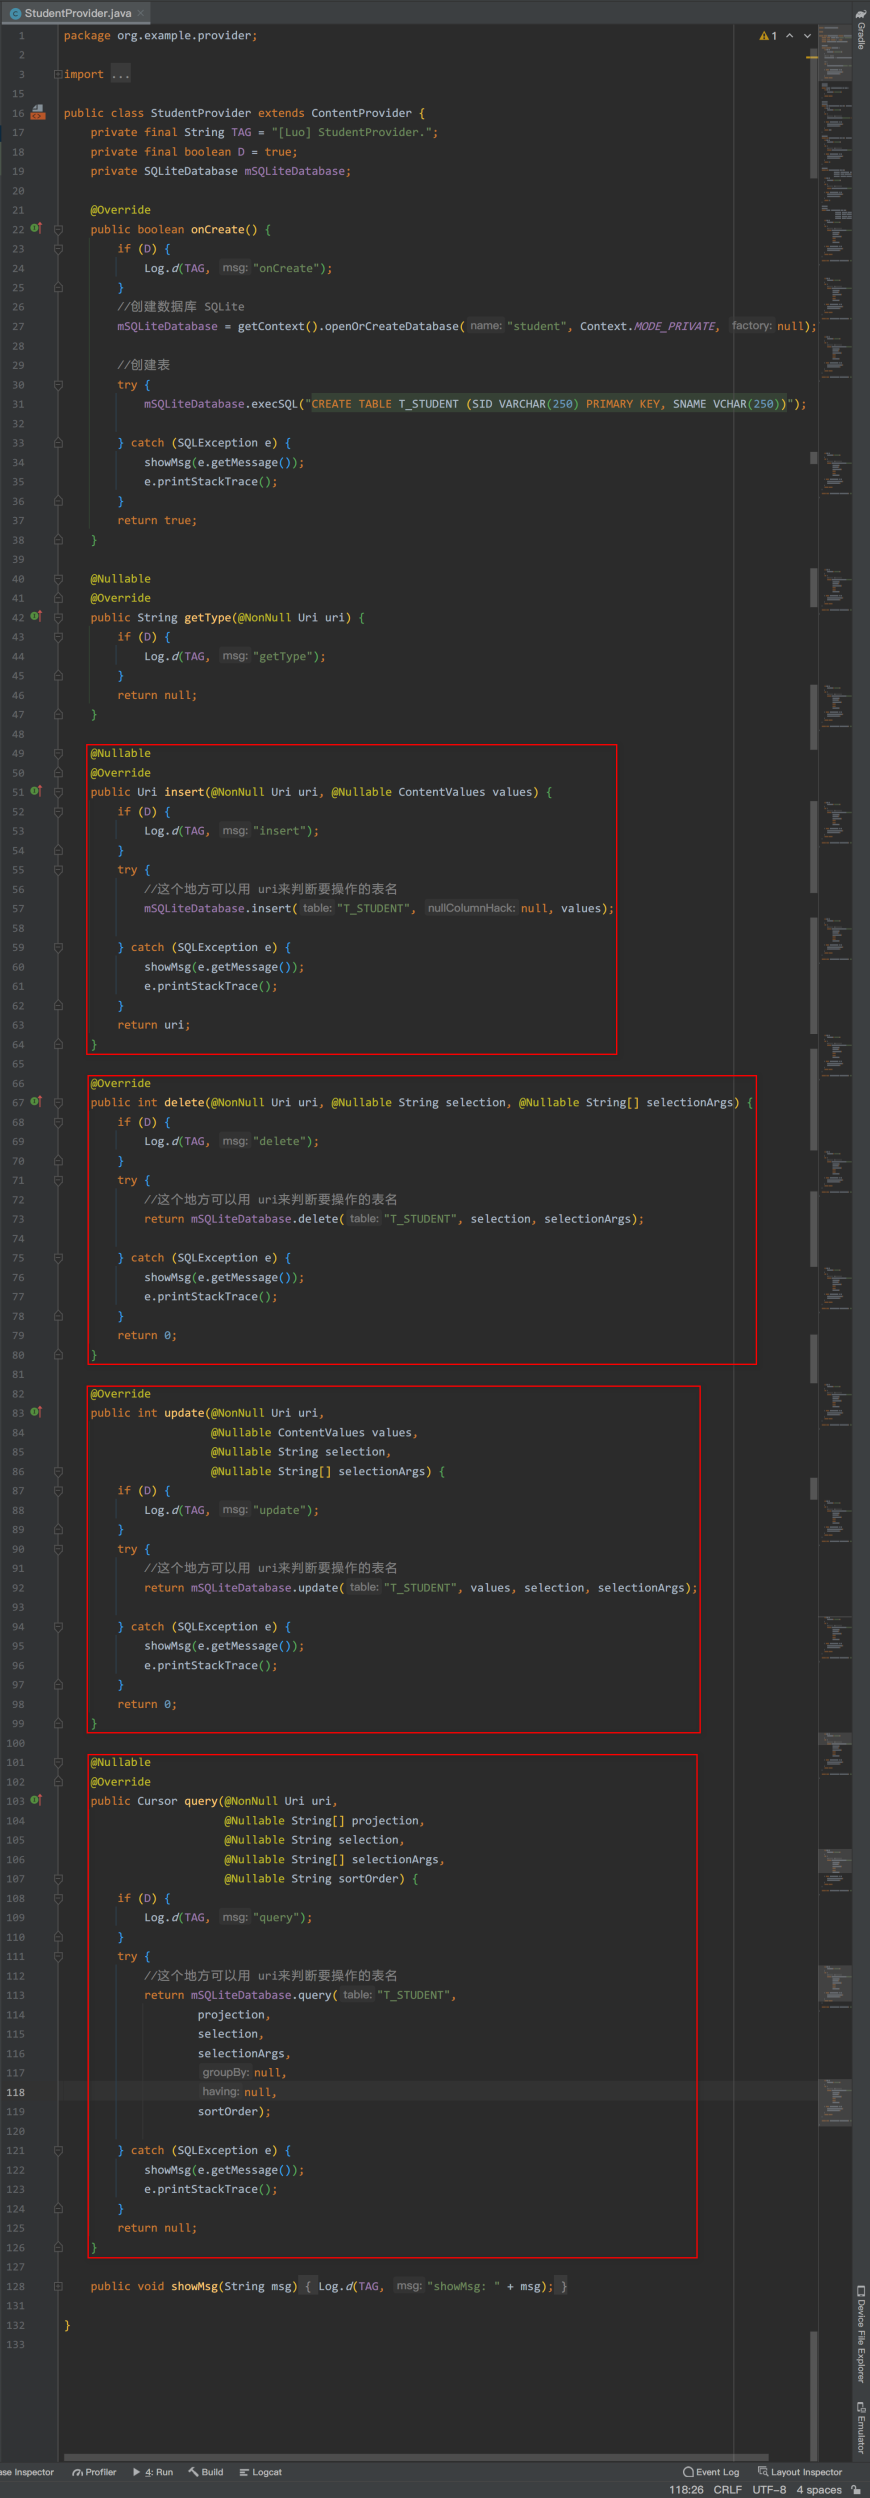 StudentProvider.java
1 package org.example.provider;
2
3 import ...
15
16 public class StudentProvider extends ContentProvider {
17 private final String TAG = "[Luo] StudentProvider.";
18 private final boolean D = true;
19 private SQLiteDatabase mSQLiteDatabase;
20
21 @Override
22 public boolean onCreate() {
23 if (D) {
24 Log.d(TAG, msg: "onCreate");
25 }
26 //创建数据库 SQLite
27 mSQLiteDatabase = getContext().openOrCreateDatabase( name: "student", Context.MODE_PRIVATE, factory: null);
28
29 //创建表
30 try {
31 mSQLiteDatabase.execSQL("CREATE TABLE T_STUDENT (SID VARCHAR(250) PRIMARY KEY, SNAME VCHAR(250))");
32
33 } catch (SQLException e) {
34 showMsg(e.getMessage());
35 e.printStackTrace();
36 }
37 return true;
38 }
39
40 @Nullable
41 @Override
42 public String getType(@NonNull Uri uri) {
43 if (D) {
44 Log.d(TAG, msg: "getType");
45 }
46 return null;
47 }
48
49 @Nullable
50 @Override
51 public Uri insert(@NonNull Uri uri, @Nullable ContentValues values) {
52 if (D) {
53 Log.d(TAG, msg: "insert");
54 }
55 try {
56 //这个地方可以用 uri来判断要操作的表名
57 mSQLiteDatabase.insert( table: "T_STUDENT", nullColumnHack: null, values);
58
59 } catch (SQLException e) {
60 showMsg(e.getMessage());
61 e.printStackTrace();
62 }
63 return uri;
64 }
65
66 @Override
67 public int delete(@NonNull Uri uri, @Nullable String selection, @Nullable String[] selectionArgs) {
68 if (D) {
69 Log.d(TAG, msg: "delete");
70 }
71 try {
72 //这个地方可以用 uri来判断要操作的表名
73 return mSQLiteDatabase.delete( table: "T_STUDENT", selection, selectionArgs);
74
75 } catch (SQLException e) {
76 showMsg(e.getMessage());
77 e.printStackTrace();
78 }
79 return 0;
80 }
81
82 @Override
83 public int update(@NonNull Uri uri,
84 @Nullable ContentValues values,
85 @Nullable String selection,
86 @Nullable String[] selectionArgs) {
87 if (D) {
88 Log.d(TAG, msg: "update");
89 }
90 try {
91 //这个地方可以用 uri来判断要操作的表名
92 return mSQLiteDatabase.update( table: "T_STUDENT", values, selection, selectionArgs);
93
94 } catch (SQLException e) {
95 showMsg(e.getMessage());
96 e.printStackTrace();
97 }
98 return 0;
99 }
100
101 @Nullable
102 @Override
103 public Cursor query(@NonNull Uri uri,
104 @Nullable String[] projection,
105 @Nullable String selection,
106 @Nullable String[] selectionArgs,
107 @Nullable String sortOrder) {
108 if (D) {
109 Log.d(TAG, msg: "query");
110 }
111 try {
112 //这个地方可以用 uri来判断要操作的表名
113 return mSQLiteDatabase.query( table: "T_STUDENT",
114 projection,
115 selection,
116 selectionArgs,
117 groupBy: null,
118 having: null,
119 sortOrder);
120
121 } catch (SQLException e) {
122 showMsg(e.getMessage());
123 e.printStackTrace();
124 }
125 return null;
126 }
127
128 public void showMsg(String msg) { Log.d(TAG, msg: "showMsg: " + msg); }
131
132 }
133
1
Gradle
Device File Explorer
Emulator
ase Inspector Profiler 4: Run Build Logcat Event Log Layout Inspector
118:26 CRLF UTF-8 4 spaces